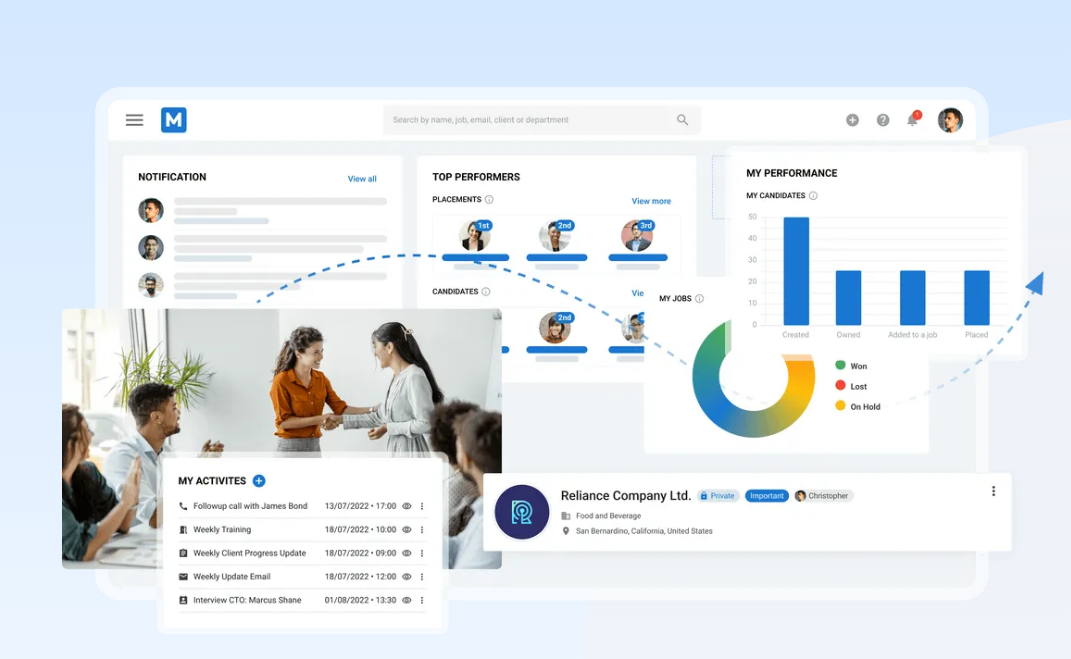 M
Search by name, job, email, client or department
1
NOTIFICATION
View all
TOP PERFORMERS
PLACEMENTS
View more
1st
2nd
3rd
CANDIDATES
Vie
2nd
MY PERFORMANCE
MY CANDIDATES
50
40
30
20
10
0
Created Owned Added to a job Placed
MY JOBS
Won
Lost
On Hold
MY ACTIVITES
Followup call with James Bond 13/07/2022 • 17:00
Weekly Training 18/07/2022 • 10:00
Weekly Client Progress Update 18/07/2022 • 09:00
Weekly Update Email 18/07/2022 • 12:00
Interview CTO: Marcus Shane 01/08/2022 • 13:30
Reliance Company Ltd. Private Important Christopher
Food and Beverage
San Bernardino, California, United States